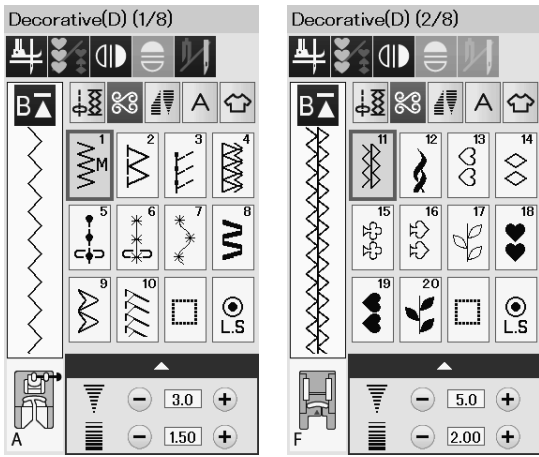 Decorative(D) (1/8)
B
A
1
M
2
3
4
5
6
7
8
9
10
L.S
3.0
1.50
A
Decorative(D) (2/8)
B
A
11
12
13
14
15
16
17
18
19
20
L.S
5.0
2.00
F